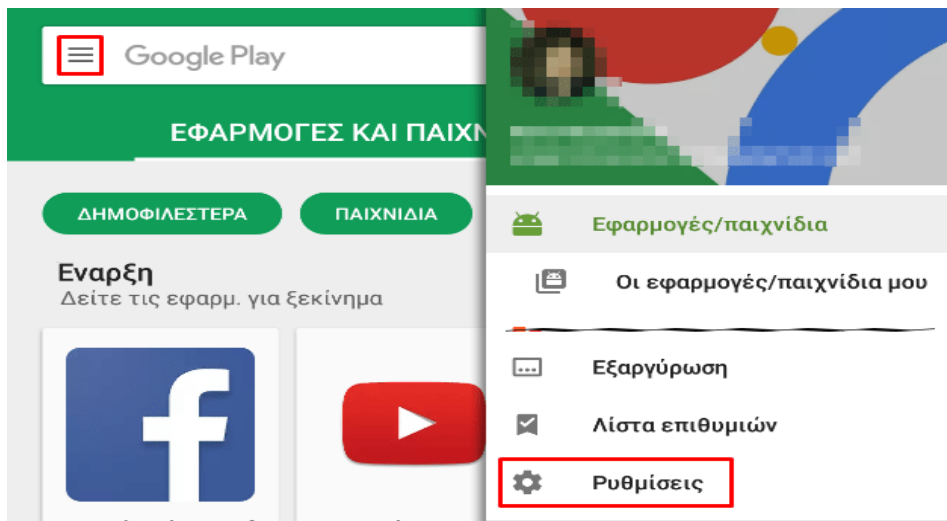 Google Play
ΕΦΑΡΜΟΓΕΣ ΚΑΙ ΠΑΙΧΝ
ΔΗΜΟΦΙΛΕΣΤΕΡΑ
ΠΑΙΧΝΙΔΙΑ
Εναρξη
Δείτε τις εφαρμ. για ξεκίνημα
Εφαρμογές/παιχνίδια
Οι εφαρμογές/παιχνίδια μου
Εξαργύρωση
Λίστα επιθυμιών
Ρυθμίσεις